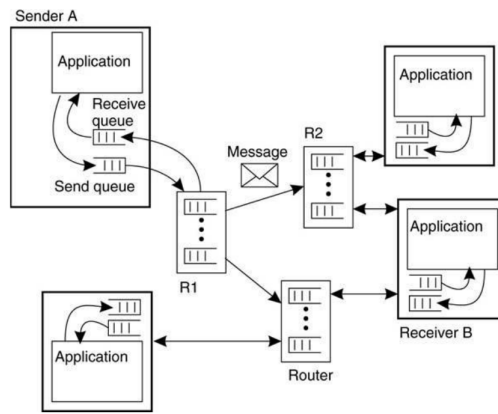 Sender A
Application
Receive
queue
Send queue
R1
Message
R2
Application
Application
Receiver B
Router
Application